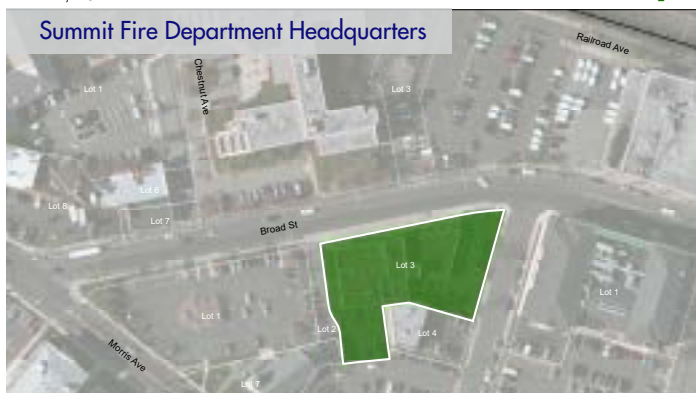 Summit Fire Department Headquarters
Railroad Ave
Chestnut Ave
Lot 1
Lot 3
Lot 6
Lot 8
Lot 7
Broad St
Lot 3
Lot 1
Lot 1
Lot 2
Lot 4
Morris Ave
Lot 7